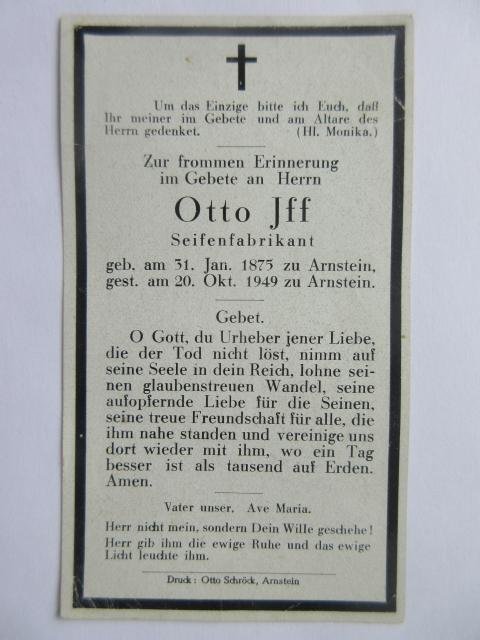 Um das Einzige bitte ich Euch, daß
Ihr meiner im Gebete und am Altare des
Herrn gedenket. (Hl. Monika.)
Zur frommen Erinnerung
im Gebete an Herrn
Otto Jff
Seifenfabrikant
geb. am 31. Jan. 1875 zu Arnstein,
gest. am 20. Okt. 1949 zu Arnstein.
Gebet.
O Gott, du Urheber jener Liebe,
die der Tod nicht löst, nimm auf
seine Seele in dein Reich, lohne sei-
nen glaubenstreuen Wandel, seine
aufopfernde Liebe für die Seinen,
seine treue Freundschaft für alle, die
ihm nahe standen und vereinige uns
dort wieder mit ihm, wo ein Tag
besser ist als tausend auf Erden.
Amen.
Vater unser. Ave Maria.
Herr nicht mein, sondern Dein Wille geschehe!
Herr gib ihm die ewige Ruhe und das ewige
Licht leuchte ihm.
Druck: Otto Schröck, Arnstein